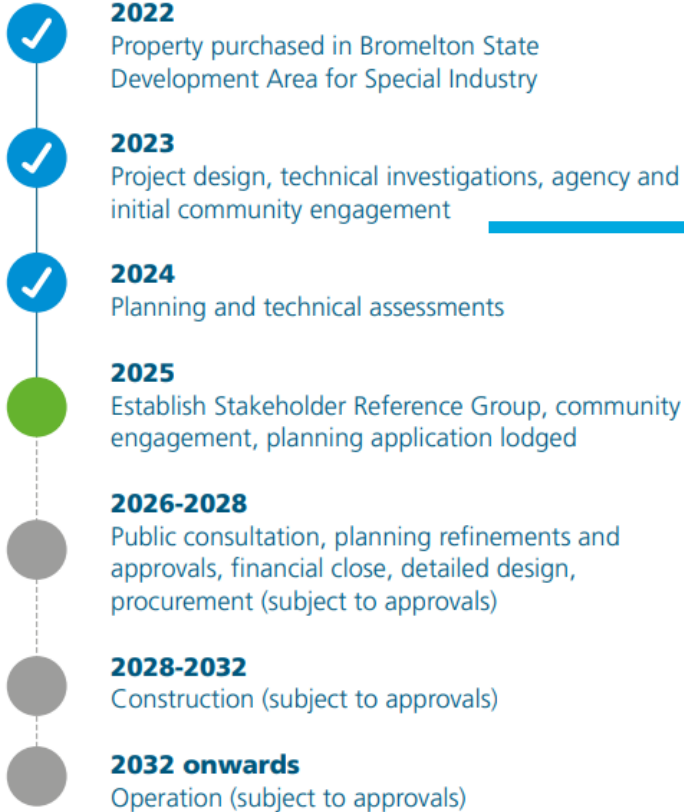 2022
Property purchased in Bromelton State
Development Area for Special Industry
2023
Project design, technical investigations, agency and
initial community engagement
2024
Planning and technical assessments
2025
Establish Stakeholder Reference Group, community
engagement, planning application lodged
2026-2028
Public consultation, planning refinements and
approvals, financial close, detailed design,
procurement (subject to approvals)
2028-2032
Construction (subject to approvals)
2032 onwards
Operation (subject to approvals)